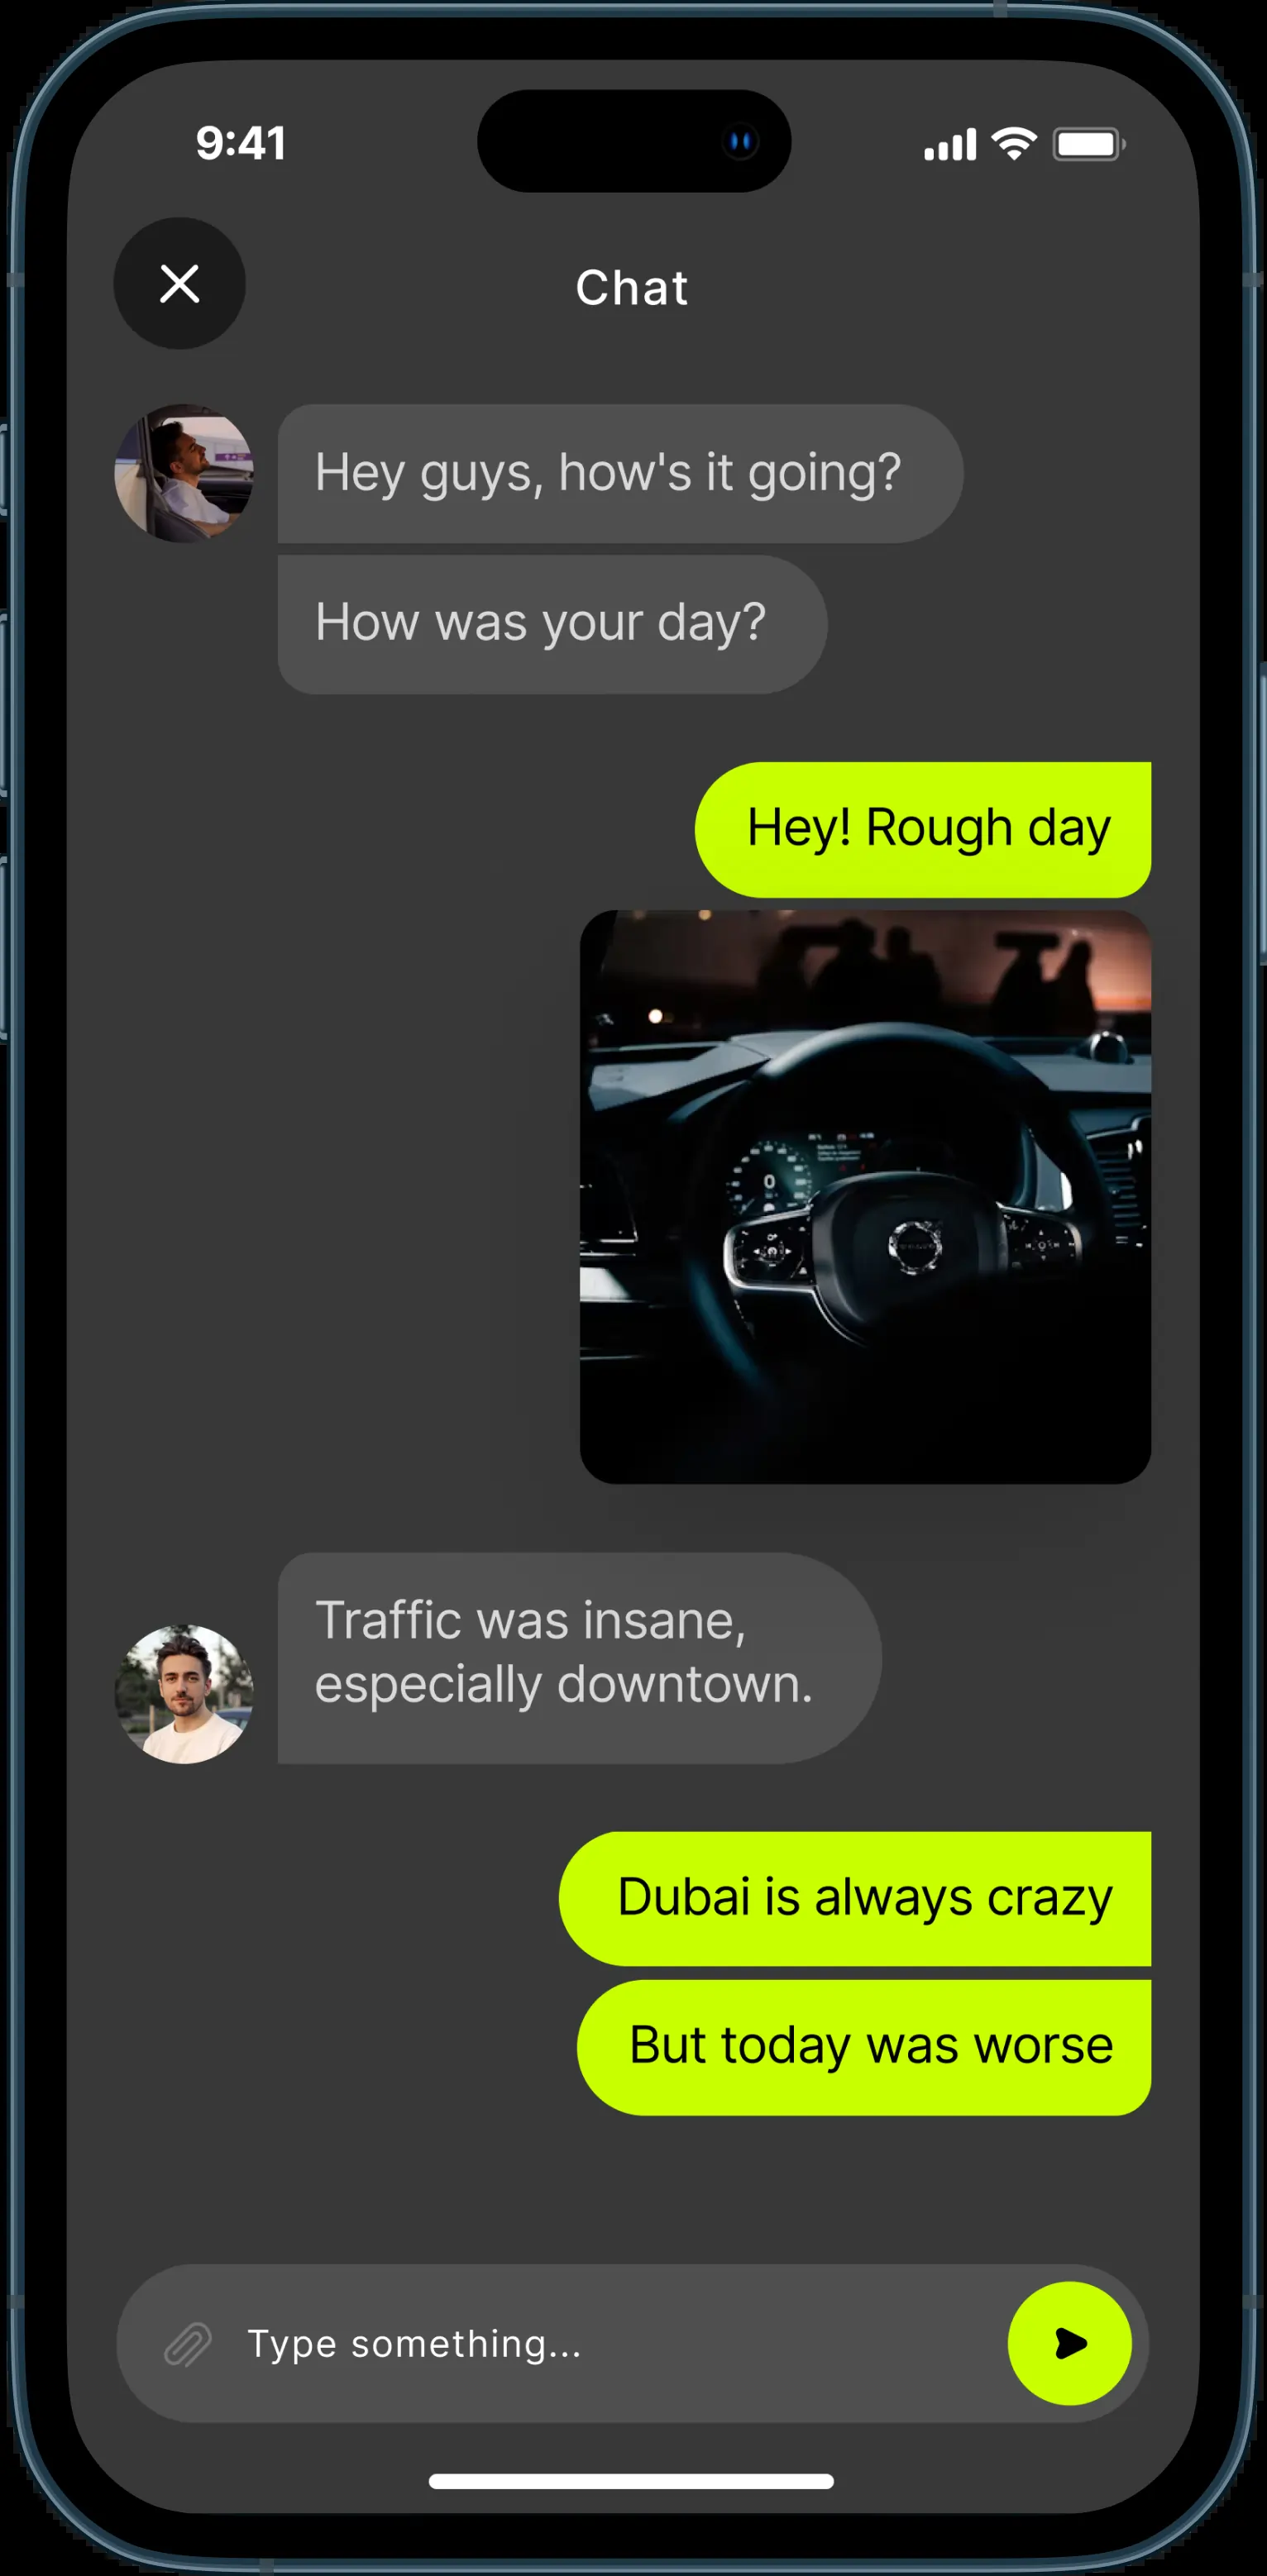 9:41
Chat
Hey guys, how's it going?
How was your day?
Hey! Rough day
0
Traffic was insane,
especially downtown.
Dubai is always crazy
But today was worse
Type something...